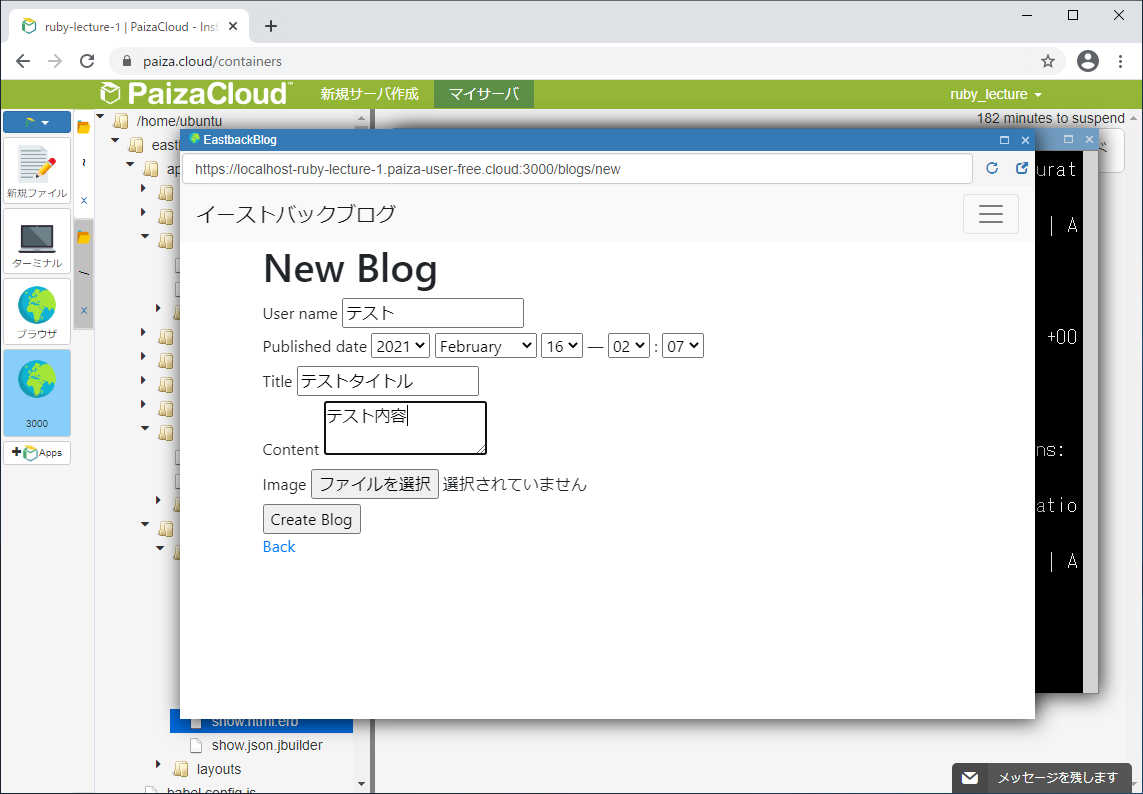 ruby-lecture-1 | PaizaCloud - Inst
paiza.cloud/containers
PaizaCloud
新規サーバ作成
マイサーバ
ruby_lecture
182 minutes to suspend
/home/ubuntu
新規ファイル
ターミナル
ブラウザ
3000
Apps
~
x
/
x
EastbackBlog
https://localhost-ruby-lecture-1.paiza-user-free.cloud:3000/blogs/new
イーストバックブログ
New Blog
User name テスト
Published date 2021 February 16 — 02 : 07
Title テストタイトル
Content テスト内容
Image ファイルを選択 選択されていません
Create Blog
Back
urat
| A
+00
ns:
atio
| A
show.html.erb
show.json.jbuilder
layouts
babel.config.js
メッセージを残します